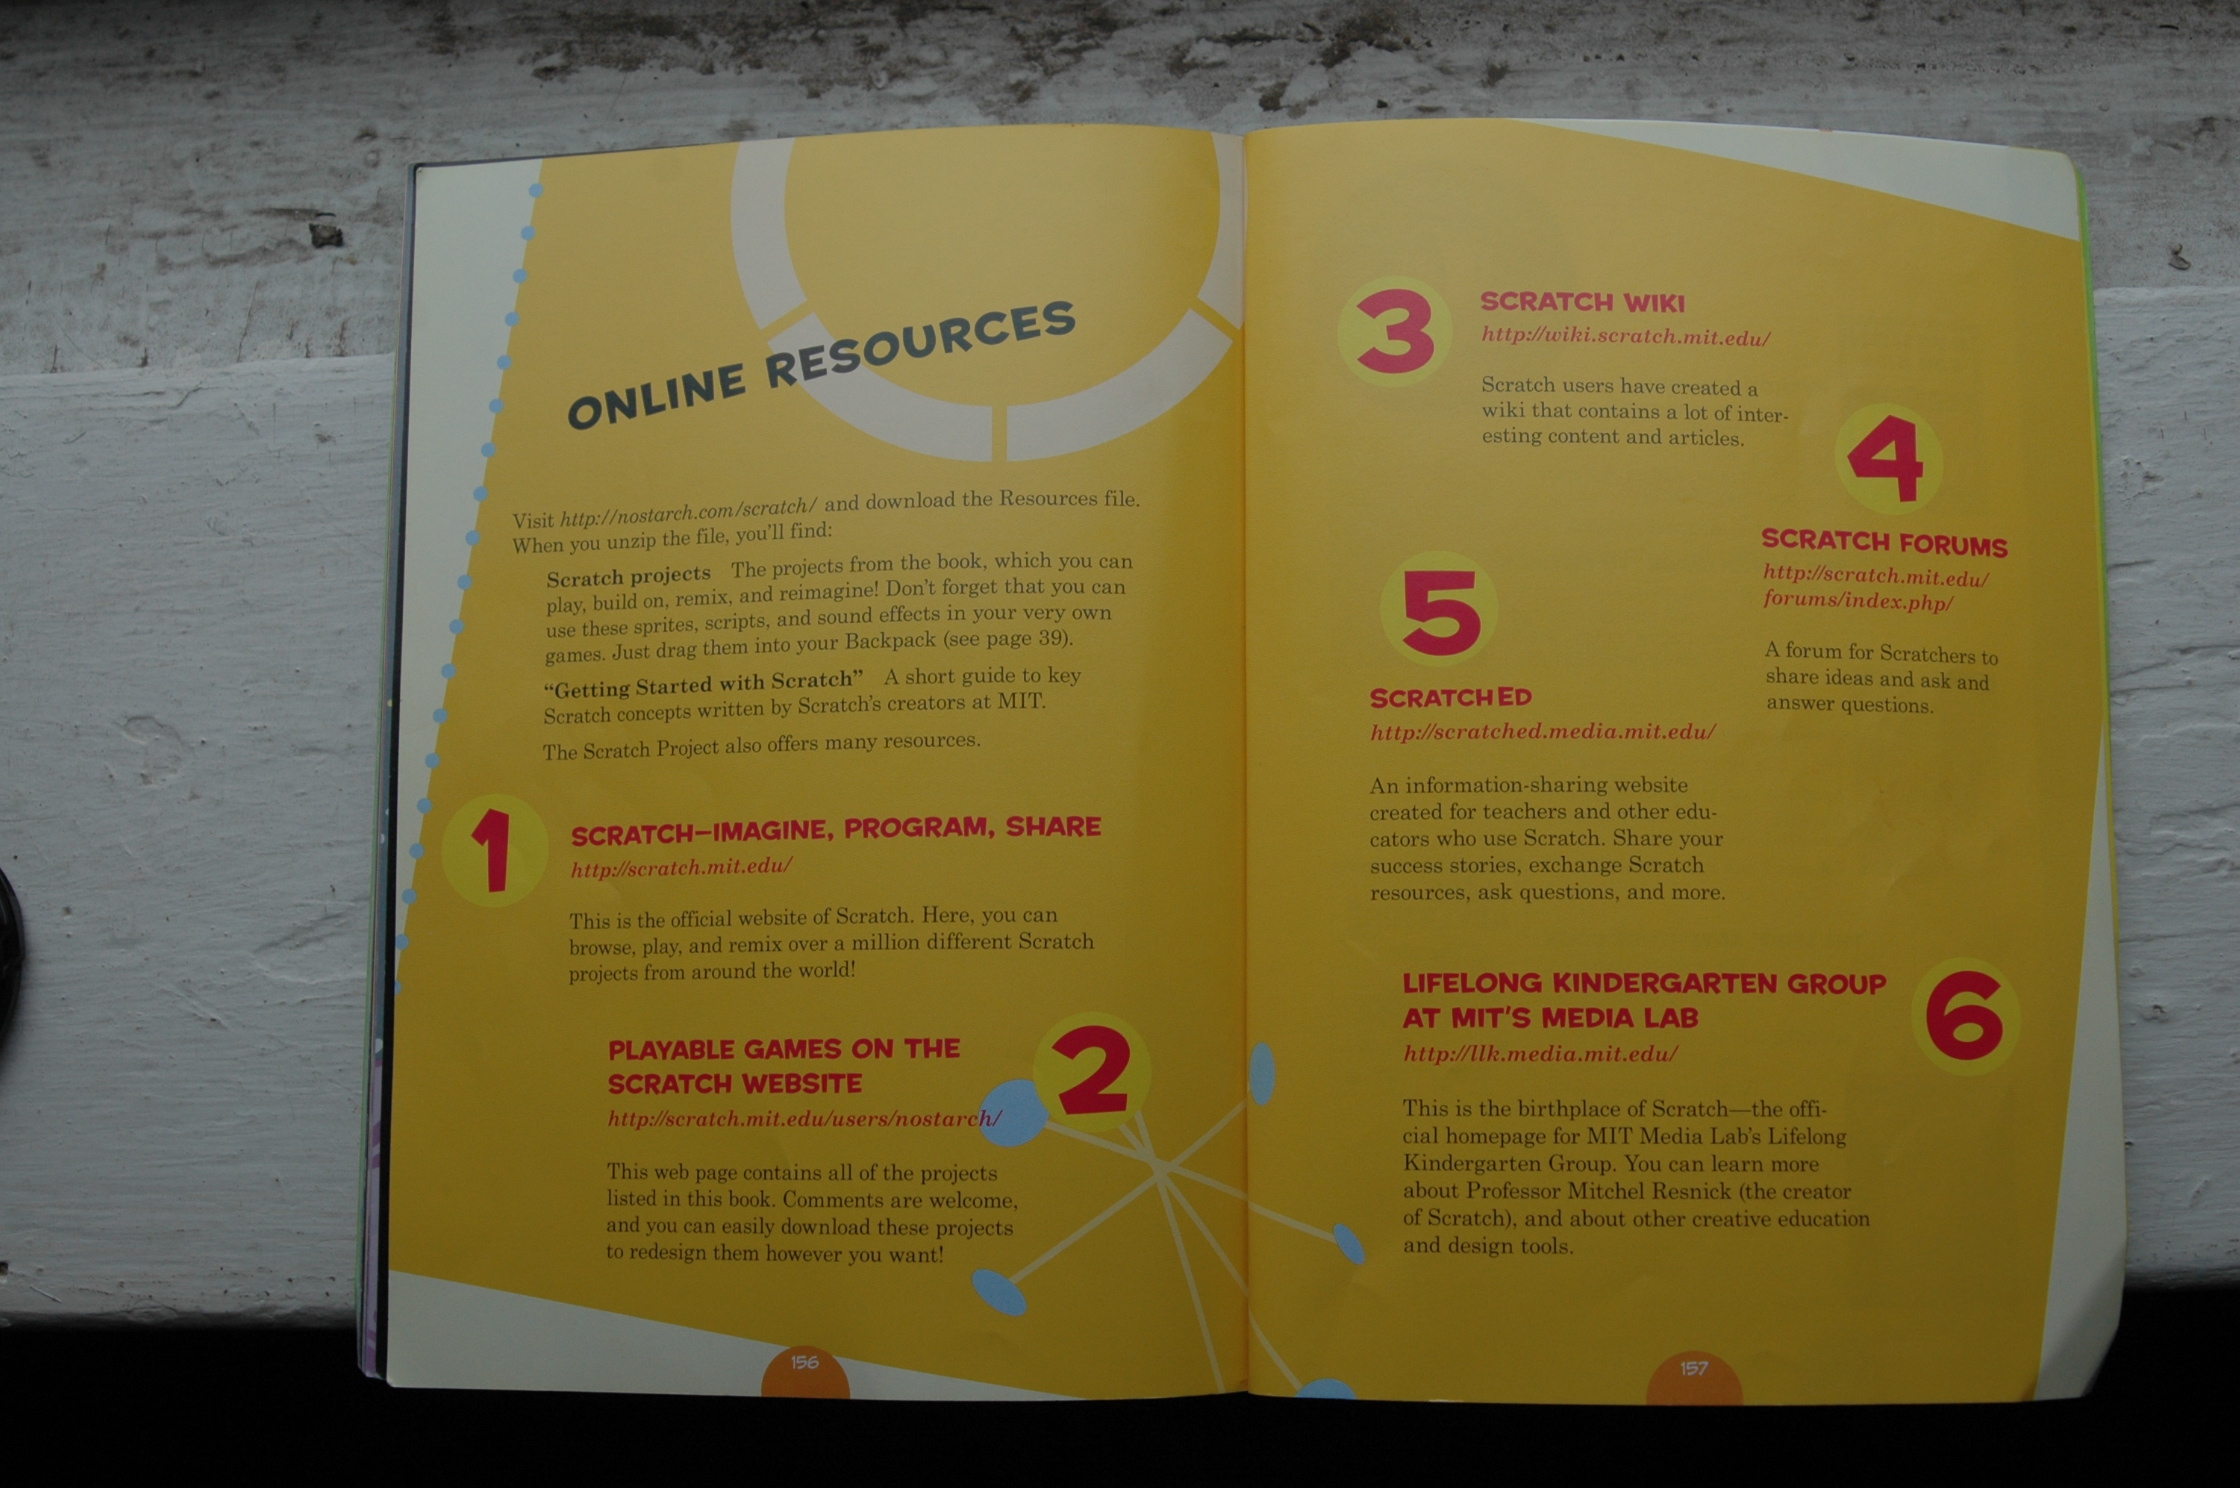 ONLINE RESOURCES
Visit http://nostarch.com/scratch/ and download the Resources file.
When you unzip the file, you'll find:
Scratch projects The projects from the book, which you can
play, build on, remix, and reimagine! Don't forget that you can
use these sprites, scripts, and sound effects in your very own
games. Just drag them into your Backpack (see page 39).
"Getting Started with Scratch" A short guide to key
Scratch concepts written by Scratch's creators at MIT.
The Scratch Project also offers many resources.
1
SCRATCH—IMAGINE, PROGRAM, SHARE
http://scratch.mit.edu/
This is the official website of Scratch. Here, you can
browse, play, and remix over a million different Scratch
projects from around the world!
2
PLAYABLE GAMES ON THE
SCRATCH WEBSITE
http://scratch.mit.edu/users/nostarch/
This web page contains all of the projects
listed in this book. Comments are welcome,
and you can easily download these projects
to redesign them however you want!
156
3
SCRATCH WIKI
http://wiki.scratch.mit.edu/
Scratch users have created a
wiki that contains a lot of inter-
esting content and articles.
4
SCRATCH FORUMS
http://scratch.mit.edu/
forums/index.php/
A forum for Scratchers to
share ideas and ask and
answer questions.
5
SCRATCHED
http://scratched.media.mit.edu/
An information-sharing website
created for teachers and other edu-
cators who use Scratch. Share your
success stories, exchange Scratch
resources, ask questions, and more.
6
LIFELONG KINDERGARTEN GROUP
AT MIT'S MEDIA LAB
http://llk.media.mit.edu/
This is the birthplace of Scratch—the offi-
cial homepage for MIT Media Lab's Lifelong
Kindergarten Group. You can learn more
about Professor Mitchel Resnick (the creator
of Scratch), and about other creative education
and design tools.
157